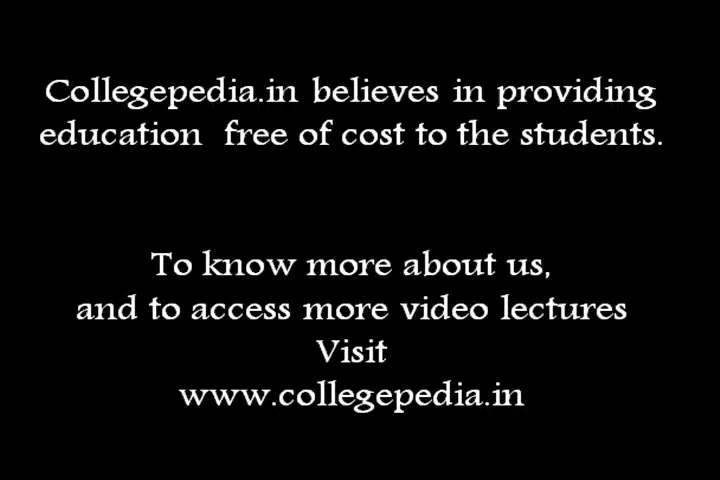 Collegepedia.in believes in providing
education free of cost to the students.
To know more about us,
and to access more video lectures
Visit
www.collegepedia.in